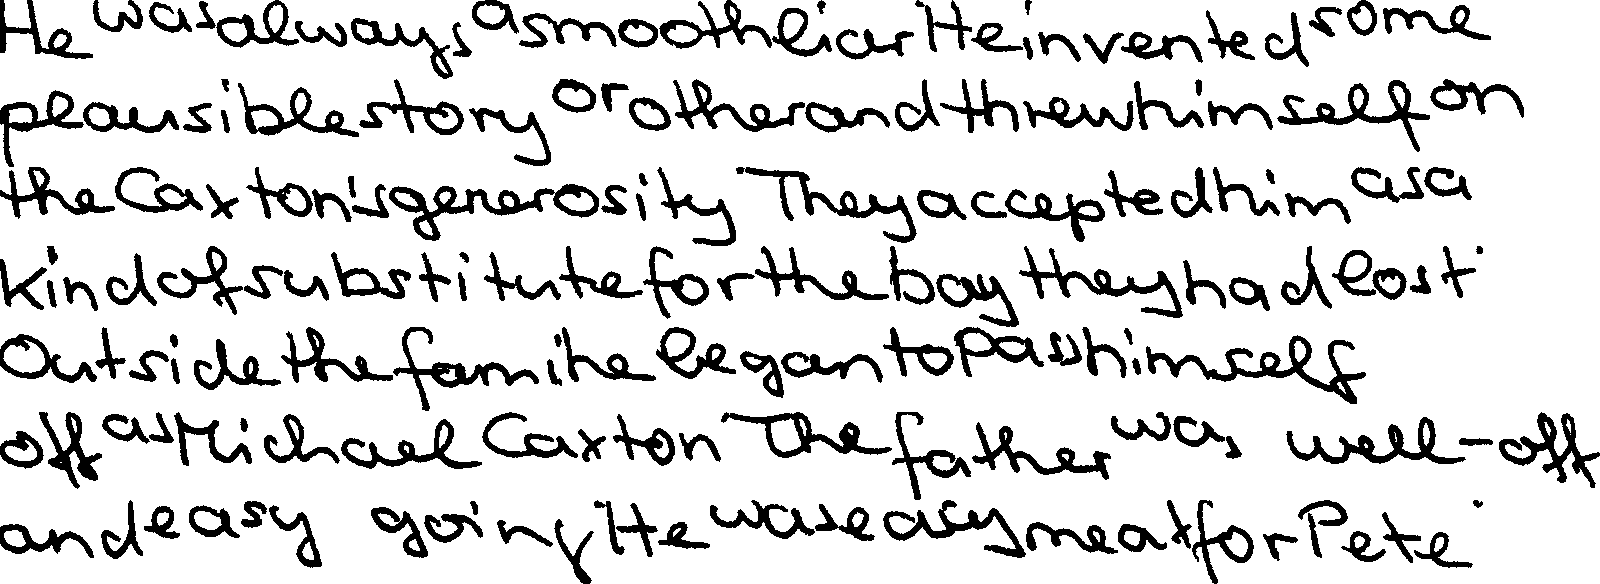 He was always a smooth liar. He invented some
plausible story or other and threw himself on
the Caxton's generosity. They accepted him as a
kind of substitute for the boy they had lost.
Outside the fam he began to pass himself
off as Michael Caxton. The father was well-off
and easy going. He was easy meat for Pete.